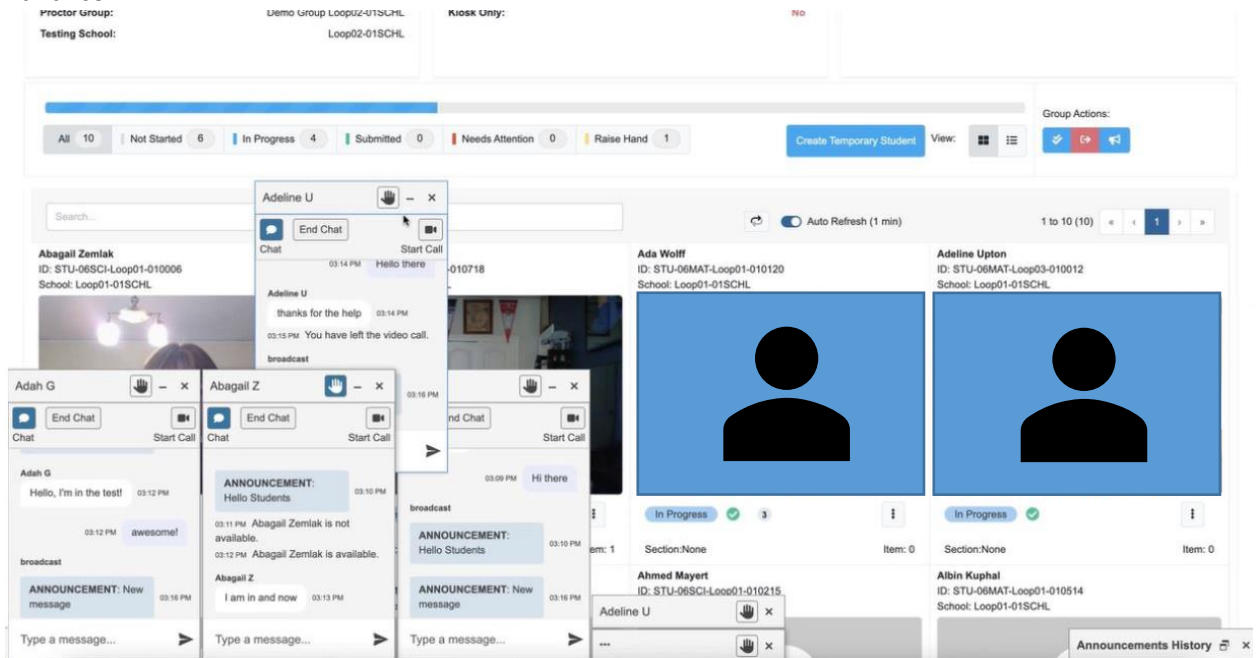 Proctor Group: Demo Group Loop02-01SCHL Kiosk Only: No
Testing School: Loop02-01SCHL
Group Actions:
All 10 Not Started 6 In Progress 4 Submitted 0 Needs Attention 0 Raise Hand 1 Create Temporary Student View:
Search...
Auto Refresh (1 min) 1 to 10 (10) « ‹ 1 › »
Abagail Zemlak
ID: STU-06SCI-Loop01-010006
School: Loop01-01SCHL
-010718
Ada Wolff
ID: STU-06MAT-Loop01-010120
School: Loop01-01SCHL
Adeline Upton
ID: STU-06MAT-Loop03-010012
School: Loop01-01SCHL
Adeline U
End Chat
Chat Start Call
03:14 PM Hello there
Adeline U
thanks for the help 03:14 PM
03:15 PM You have left the video call.
broadcast
03:16 PM
Adah G
End Chat
Chat Start Call
Adah G
Hello, I'm in the test! 03:12 PM
03:12 PM awesome!
broadcast
ANNOUNCEMENT: New
message 03:16 PM
Type a message...
Abagail Z
End Chat
Chat Start Call
ANNOUNCEMENT:
Hello Students 03:10 PM
03:11 PM Abagail Zemlak is not
available.
03:12 PM Abagail Zemlak is available.
Abagail Z
I am in and now 03:13 PM
Type a message...
nd Chat
Start Call
03:09 PM Hi there
broadcast
ANNOUNCEMENT:
Hello Students 03:10 PM
ANNOUNCEMENT: New
message 03:16 PM
Type a message...
em: 1
In Progress 3
Section:None Item: 0
In Progress
Section:None Item: 0
Ahmed Mayert
ID: STU-06SCI-Loop01-010215
Albin Kuphal
ID: STU-06MAT-Loop01-010514
School: Loop01-01SCHL
Adeline U
...
Announcements History